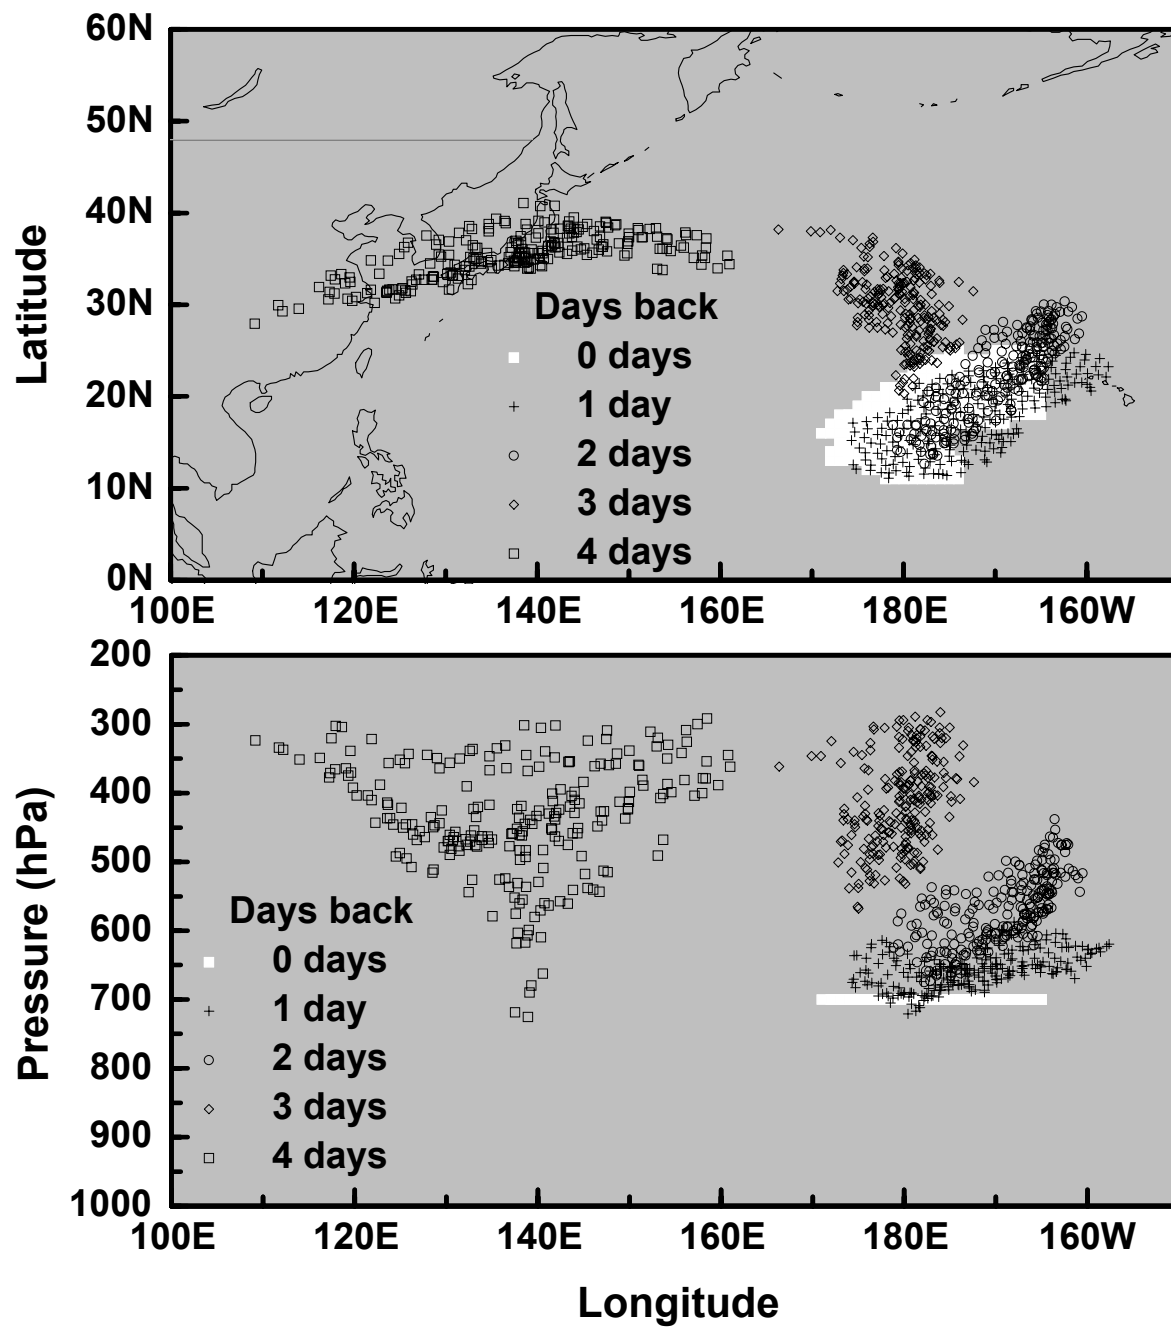 60N
50N
40N
30N
20N
10N
0N
Latitude
Days back
0 days
1 day
2 days
3 days
4 days
100E 120E 140E 160E 180E 160W
200
300
400
500
600
700
800
900
1000
Pressure (hPa)
Days back
0 days
1 day
2 days
3 days
4 days
100E 120E 140E 160E 180E 160W
Longitude